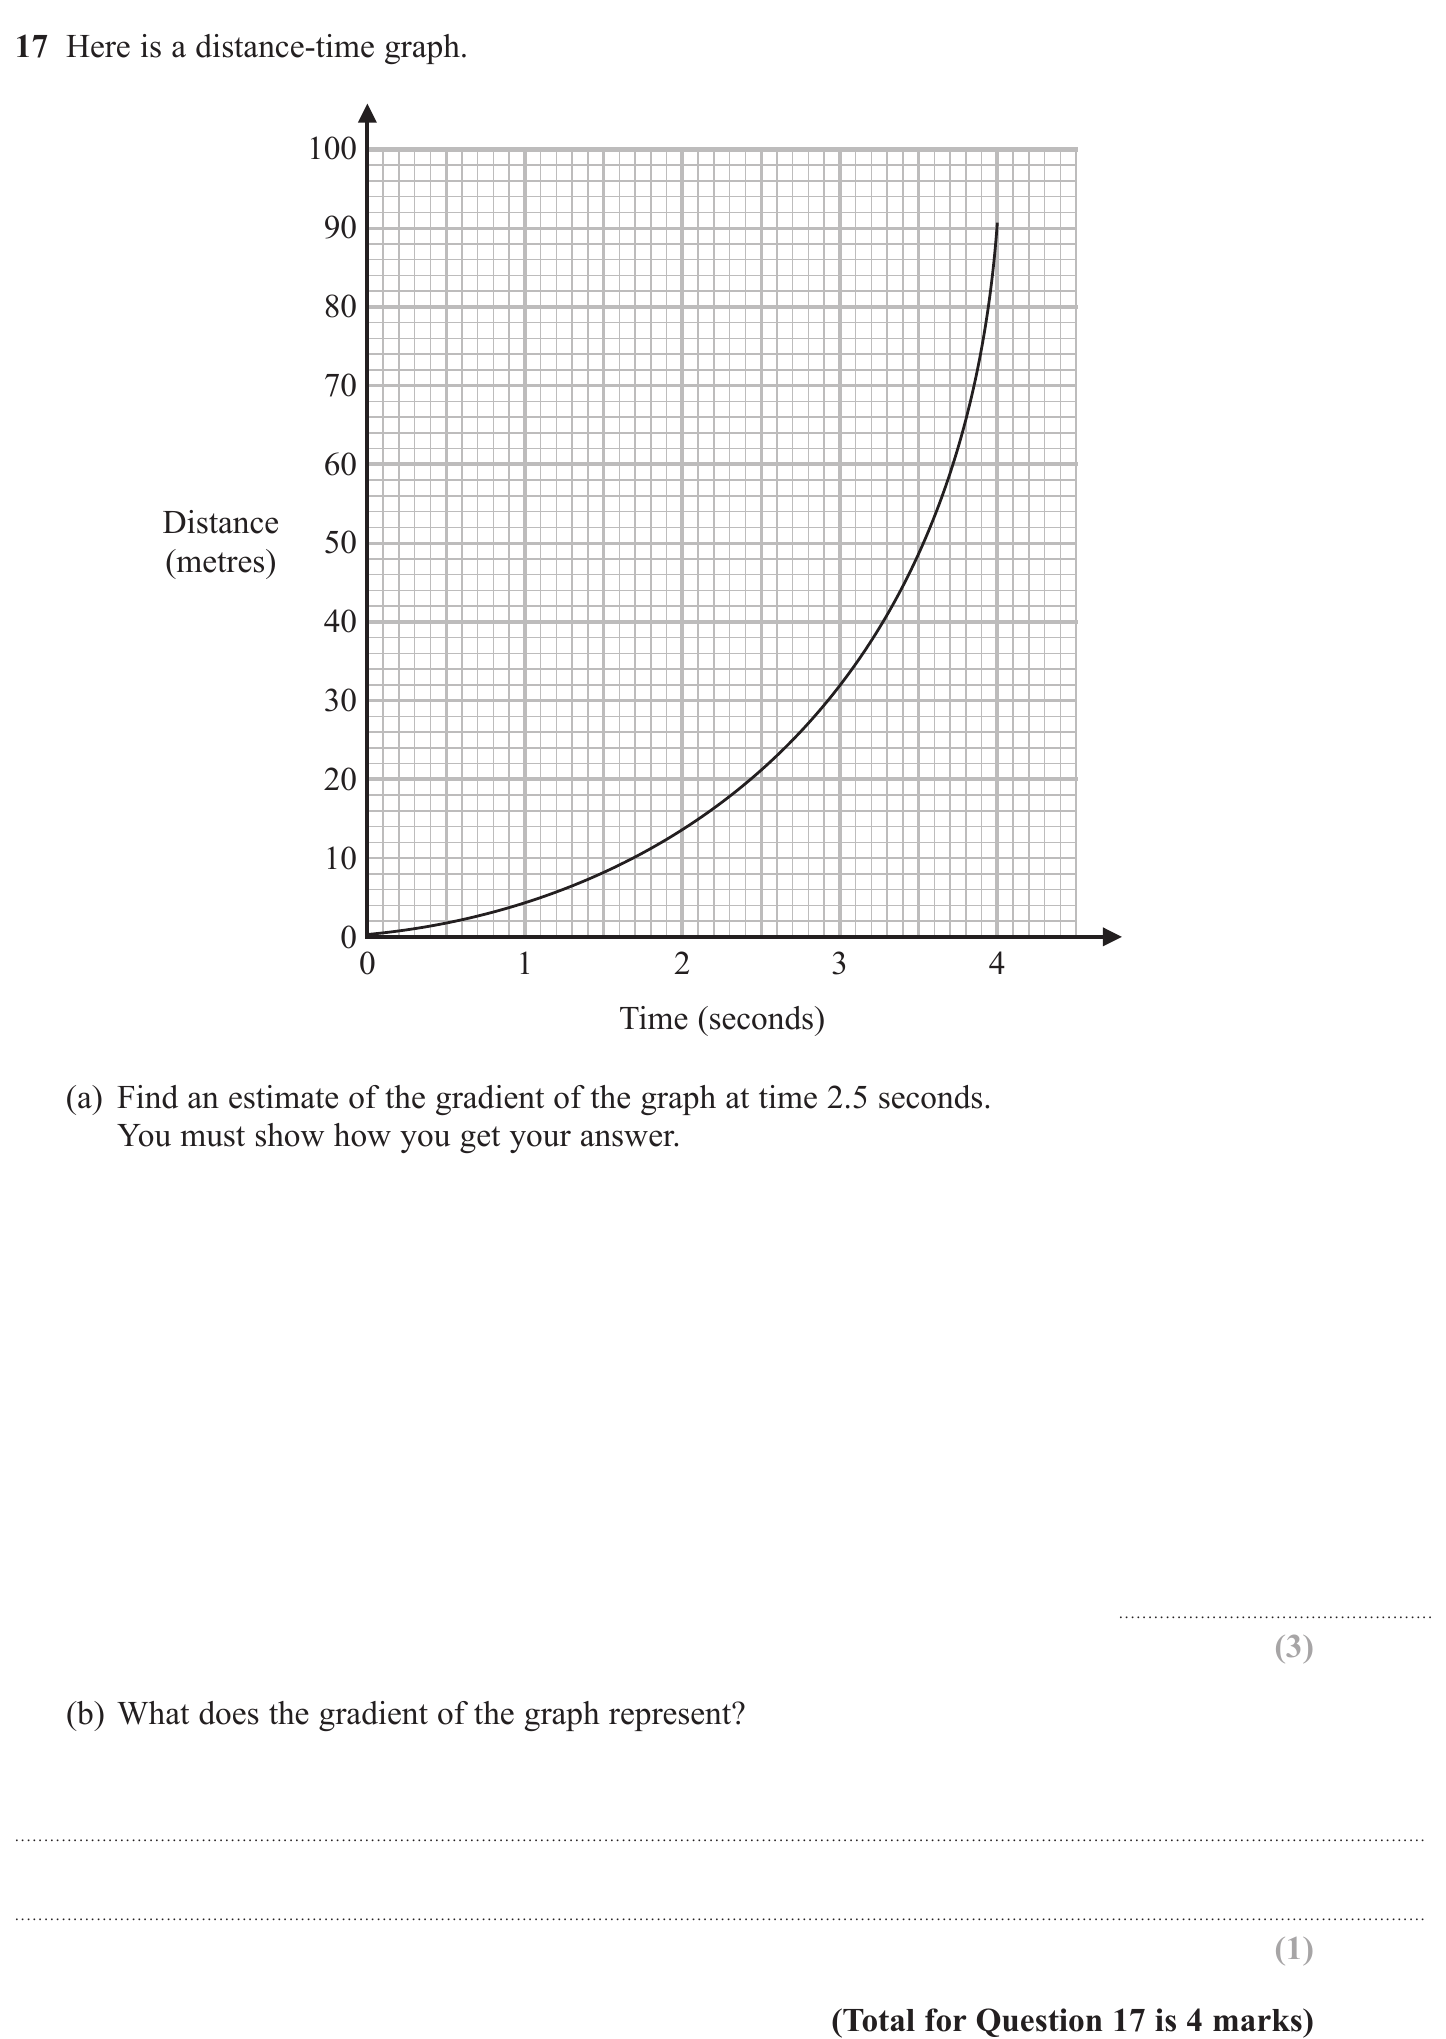 17 Here is a distance-time graph.
100
90
80
70
60
Distance
(metres)
50
40
30
20
10
0
0 1 2 3 4
Time (seconds)
(a) Find an estimate of the gradient of the graph at time 2.5 seconds.
You must show how you get your answer.
(3)
(b) What does the gradient of the graph represent?
(1)
(Total for Question 17 is 4 marks)